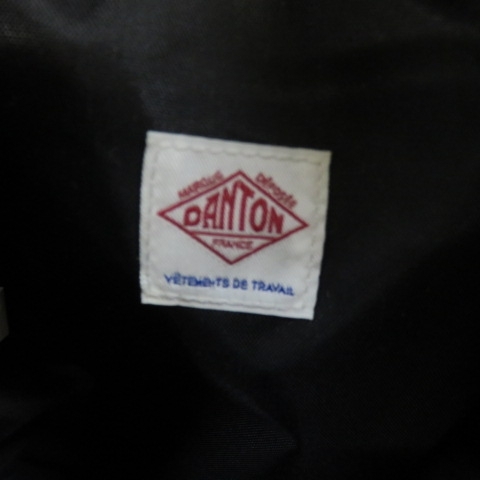 MARQUE DÉPOSÉE
DANTON
FRANCE
VÊTEMENTS DE TRAVAIL